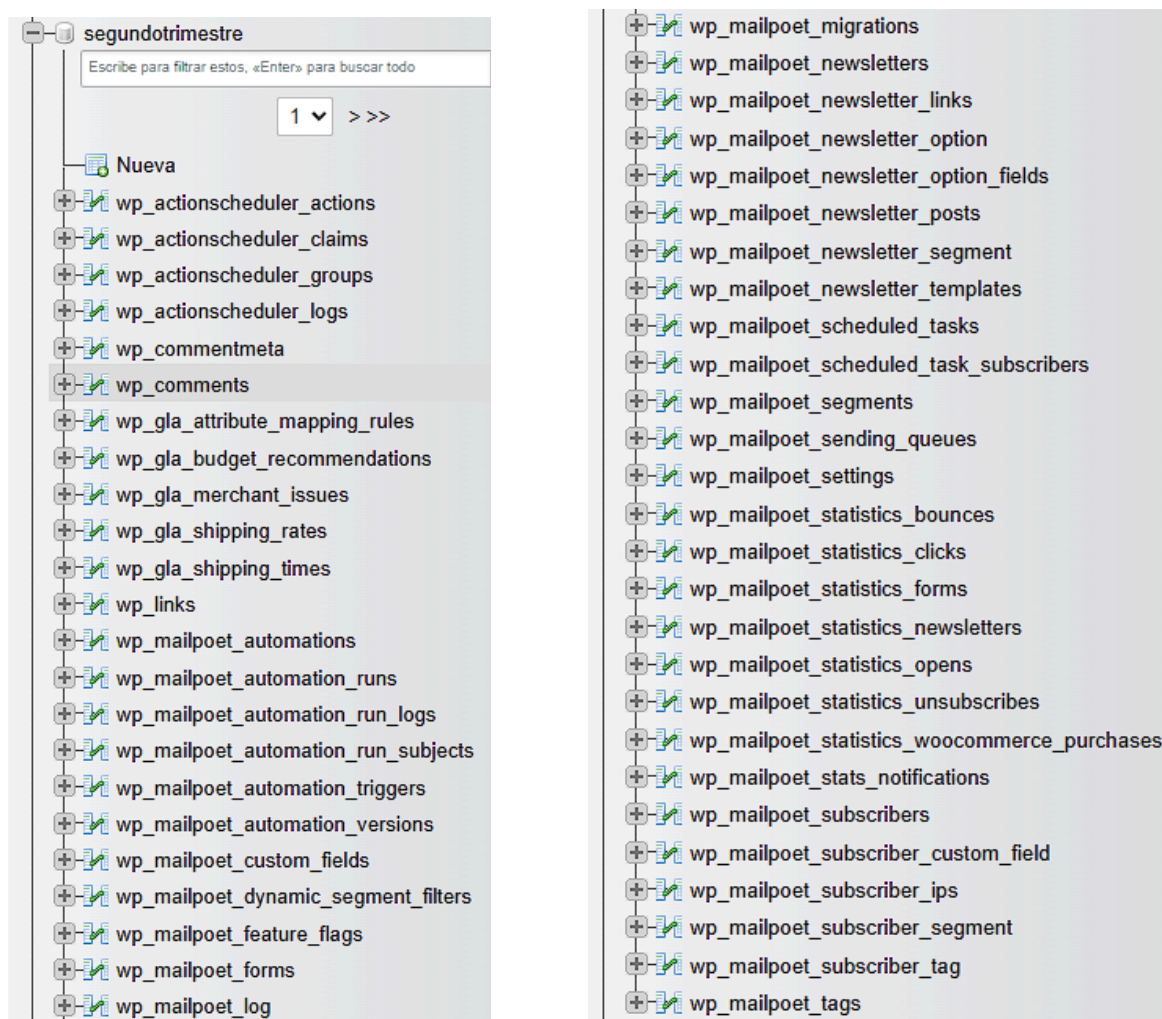 segundotrimestre
Escribe para filtrar estos, «Enter» para buscar todo
1 > >>
Nueva
wp_actionscheduler_actions
wp_actionscheduler_claims
wp_actionscheduler_groups
wp_actionscheduler_logs
wp_commentmeta
wp_comments
wp_gla_attribute_mapping_rules
wp_gla_budget_recommendations
wp_gla_merchant_issues
wp_gla_shipping_rates
wp_gla_shipping_times
wp_links
wp_mailpoet_automations
wp_mailpoet_automation_runs
wp_mailpoet_automation_run_logs
wp_mailpoet_automation_run_subjects
wp_mailpoet_automation_triggers
wp_mailpoet_automation_versions
wp_mailpoet_custom_fields
wp_mailpoet_dynamic_segment_filters
wp_mailpoet_feature_flags
wp_mailpoet_forms
wp_mailpoet_log
wp_mailpoet_migrations
wp_mailpoet_newsletters
wp_mailpoet_newsletter_links
wp_mailpoet_newsletter_option
wp_mailpoet_newsletter_option_fields
wp_mailpoet_newsletter_posts
wp_mailpoet_newsletter_segment
wp_mailpoet_newsletter_templates
wp_mailpoet_scheduled_tasks
wp_mailpoet_scheduled_task_subscribers
wp_mailpoet_segments
wp_mailpoet_sending_queues
wp_mailpoet_settings
wp_mailpoet_statistics_bounces
wp_mailpoet_statistics_clicks
wp_mailpoet_statistics_forms
wp_mailpoet_statistics_newsletters
wp_mailpoet_statistics_opens
wp_mailpoet_statistics_unsubscribes
wp_mailpoet_statistics_woocommerce_purchases
wp_mailpoet_stats_notifications
wp_mailpoet_subscribers
wp_mailpoet_subscriber_custom_field
wp_mailpoet_subscriber_ips
wp_mailpoet_subscriber_segment
wp_mailpoet_subscriber_tag
wp_mailpoet_tags